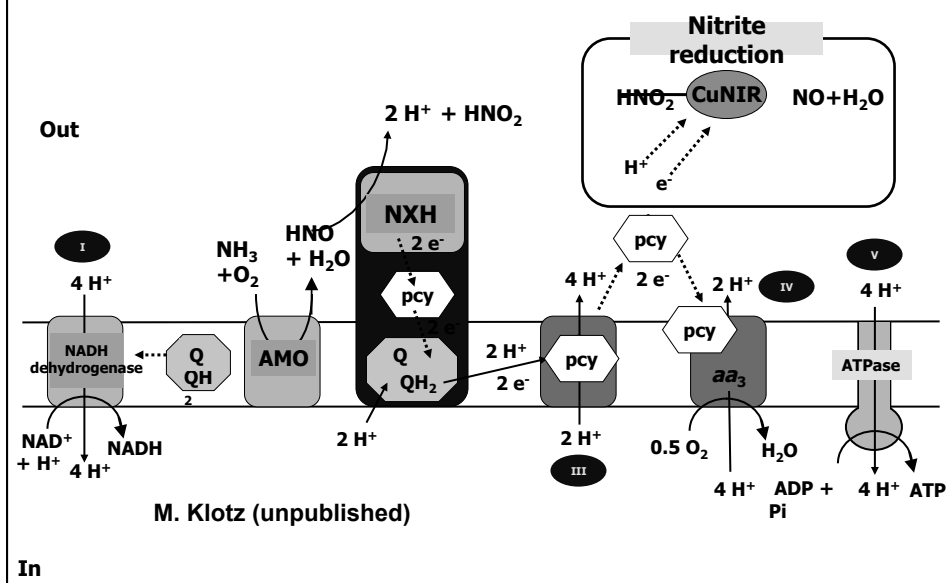 Nitrite
reduction
HNO₂
CuNIR
NO+H₂O
H⁺
e⁻
Out
2 H⁺ + HNO₂
NXH
2 e⁻
HNO
+ H₂O
NH₃
+O₂
I
4 H⁺
pcy
2 e⁻
pcy
2 e⁻
4 H⁺
2 H⁺
IV
V
4 H⁺
NADH
dehydrogenase
Q
QH
2
AMO
Q
QH₂
2 H⁺
2 e⁻
pcy
pcy
aa₃
ATPase
NAD⁺
+ H⁺
NADH
4 H⁺
2 H⁺
2 H⁺
III
0.5 O₂
H₂O
4 H⁺
ADP +
Pi
4 H⁺
ATP
M. Klotz (unpublished)
In